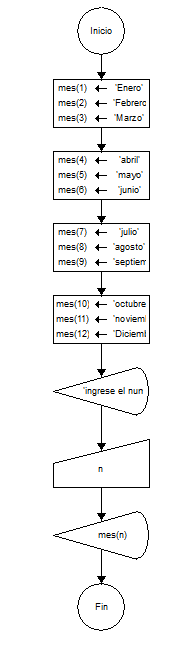 Inicio
mes(1) ← 'Enero'
mes(2) ← 'Febrero
mes(3) ← 'Marzo'
mes(4) ← 'abril'
mes(5) ← 'mayo'
mes(6) ← 'junio'
mes(7) ← 'julio'
mes(8) ← 'agosto'
mes(9) ← 'septiem
mes(10) ← 'octubre
mes(11) ← 'noviem
mes(12) ← 'Diciem
'ingrese el nun
n
mes(n)
Fin